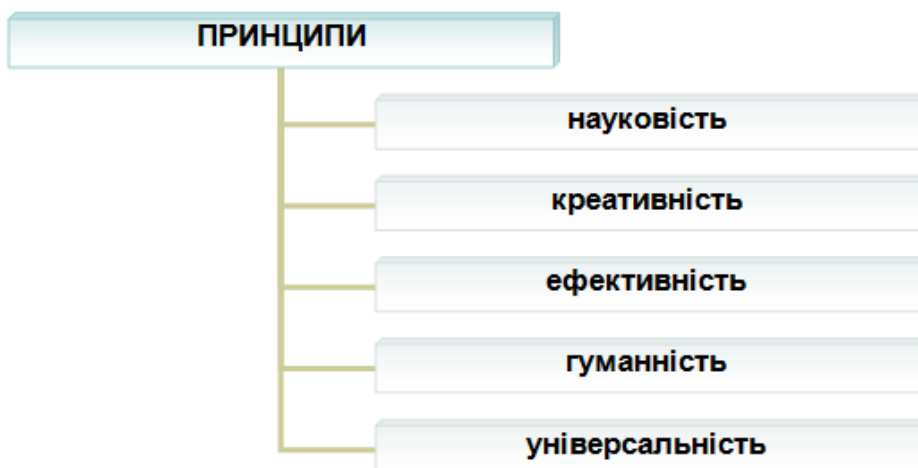 ПРИНЦИПИ
науковість
креативність
ефективність
гуманність
універсальність